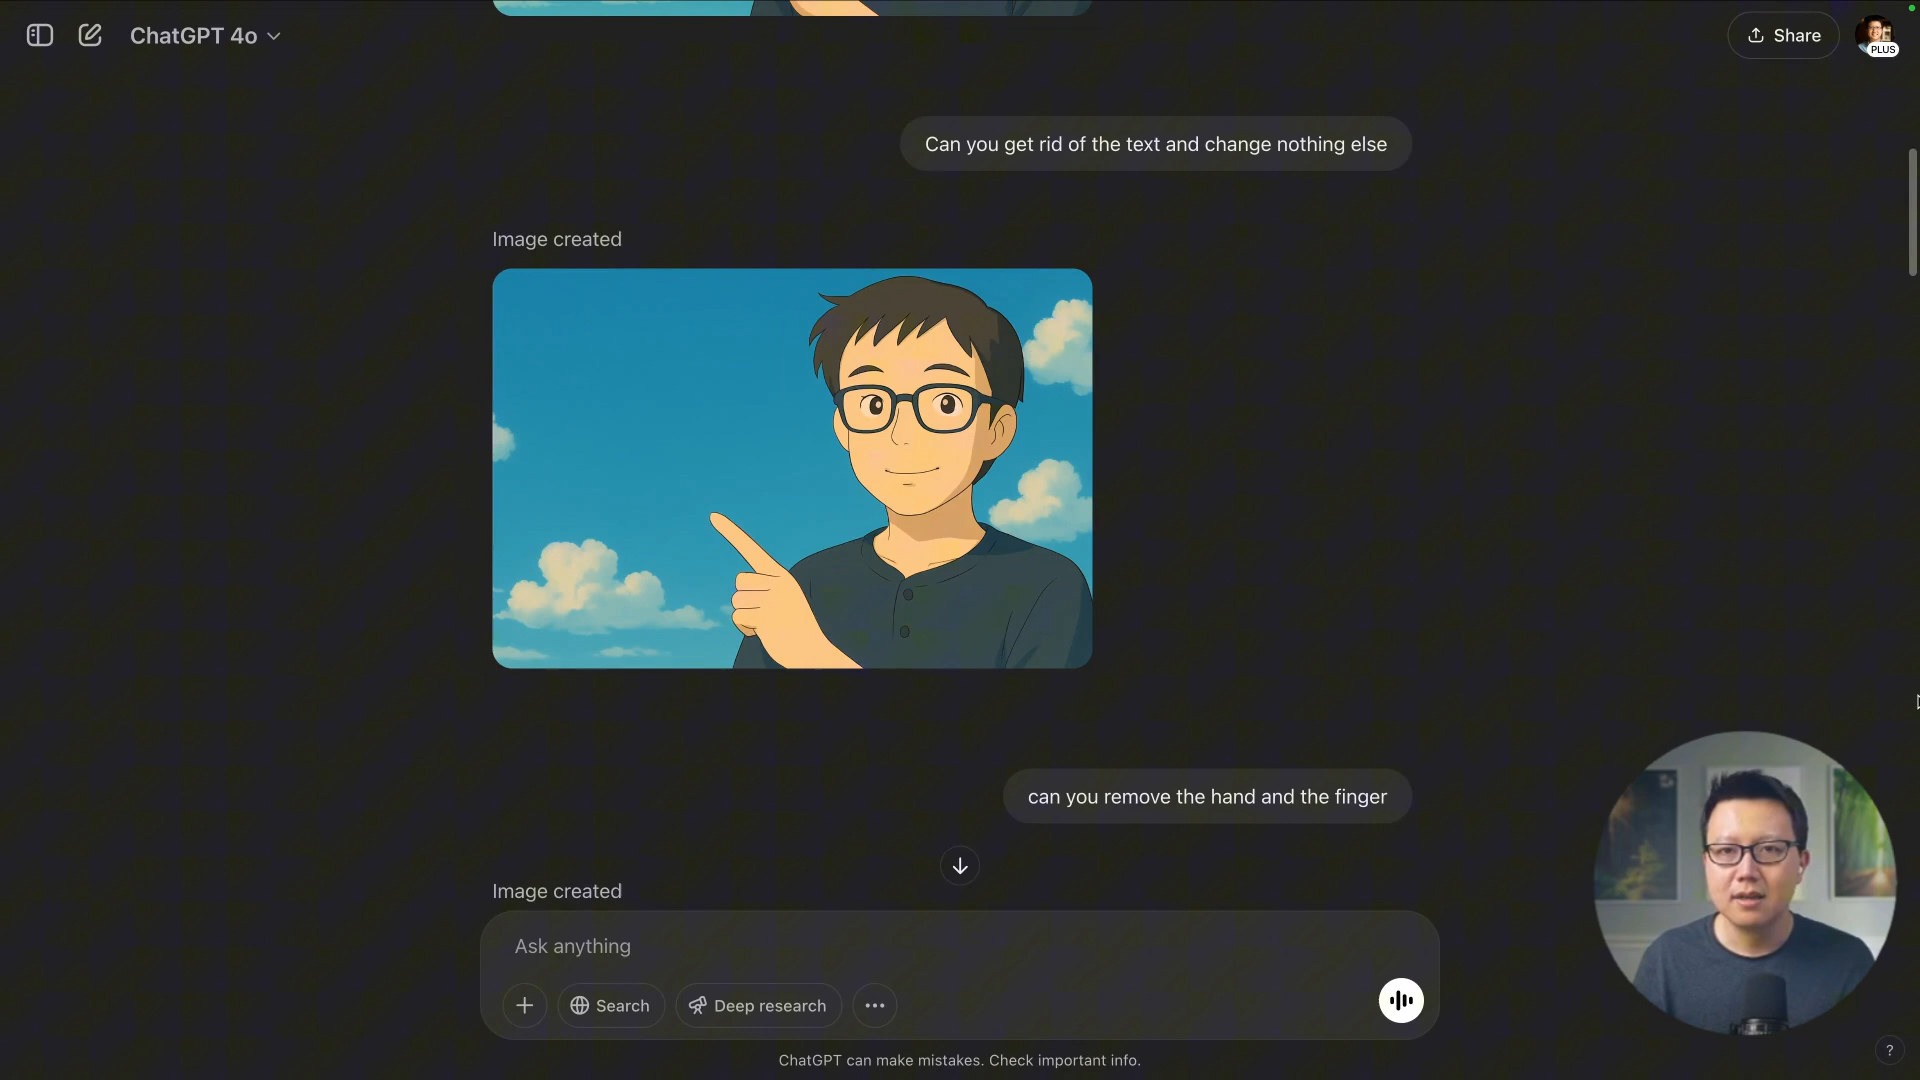 ChatGPT 4o
Share
PLUS
Can you get rid of the text and change nothing else
Image created
can you remove the hand and the finger
Image created
Ask anything
Search
Deep research
ChatGPT can make mistakes. Check important info.
?